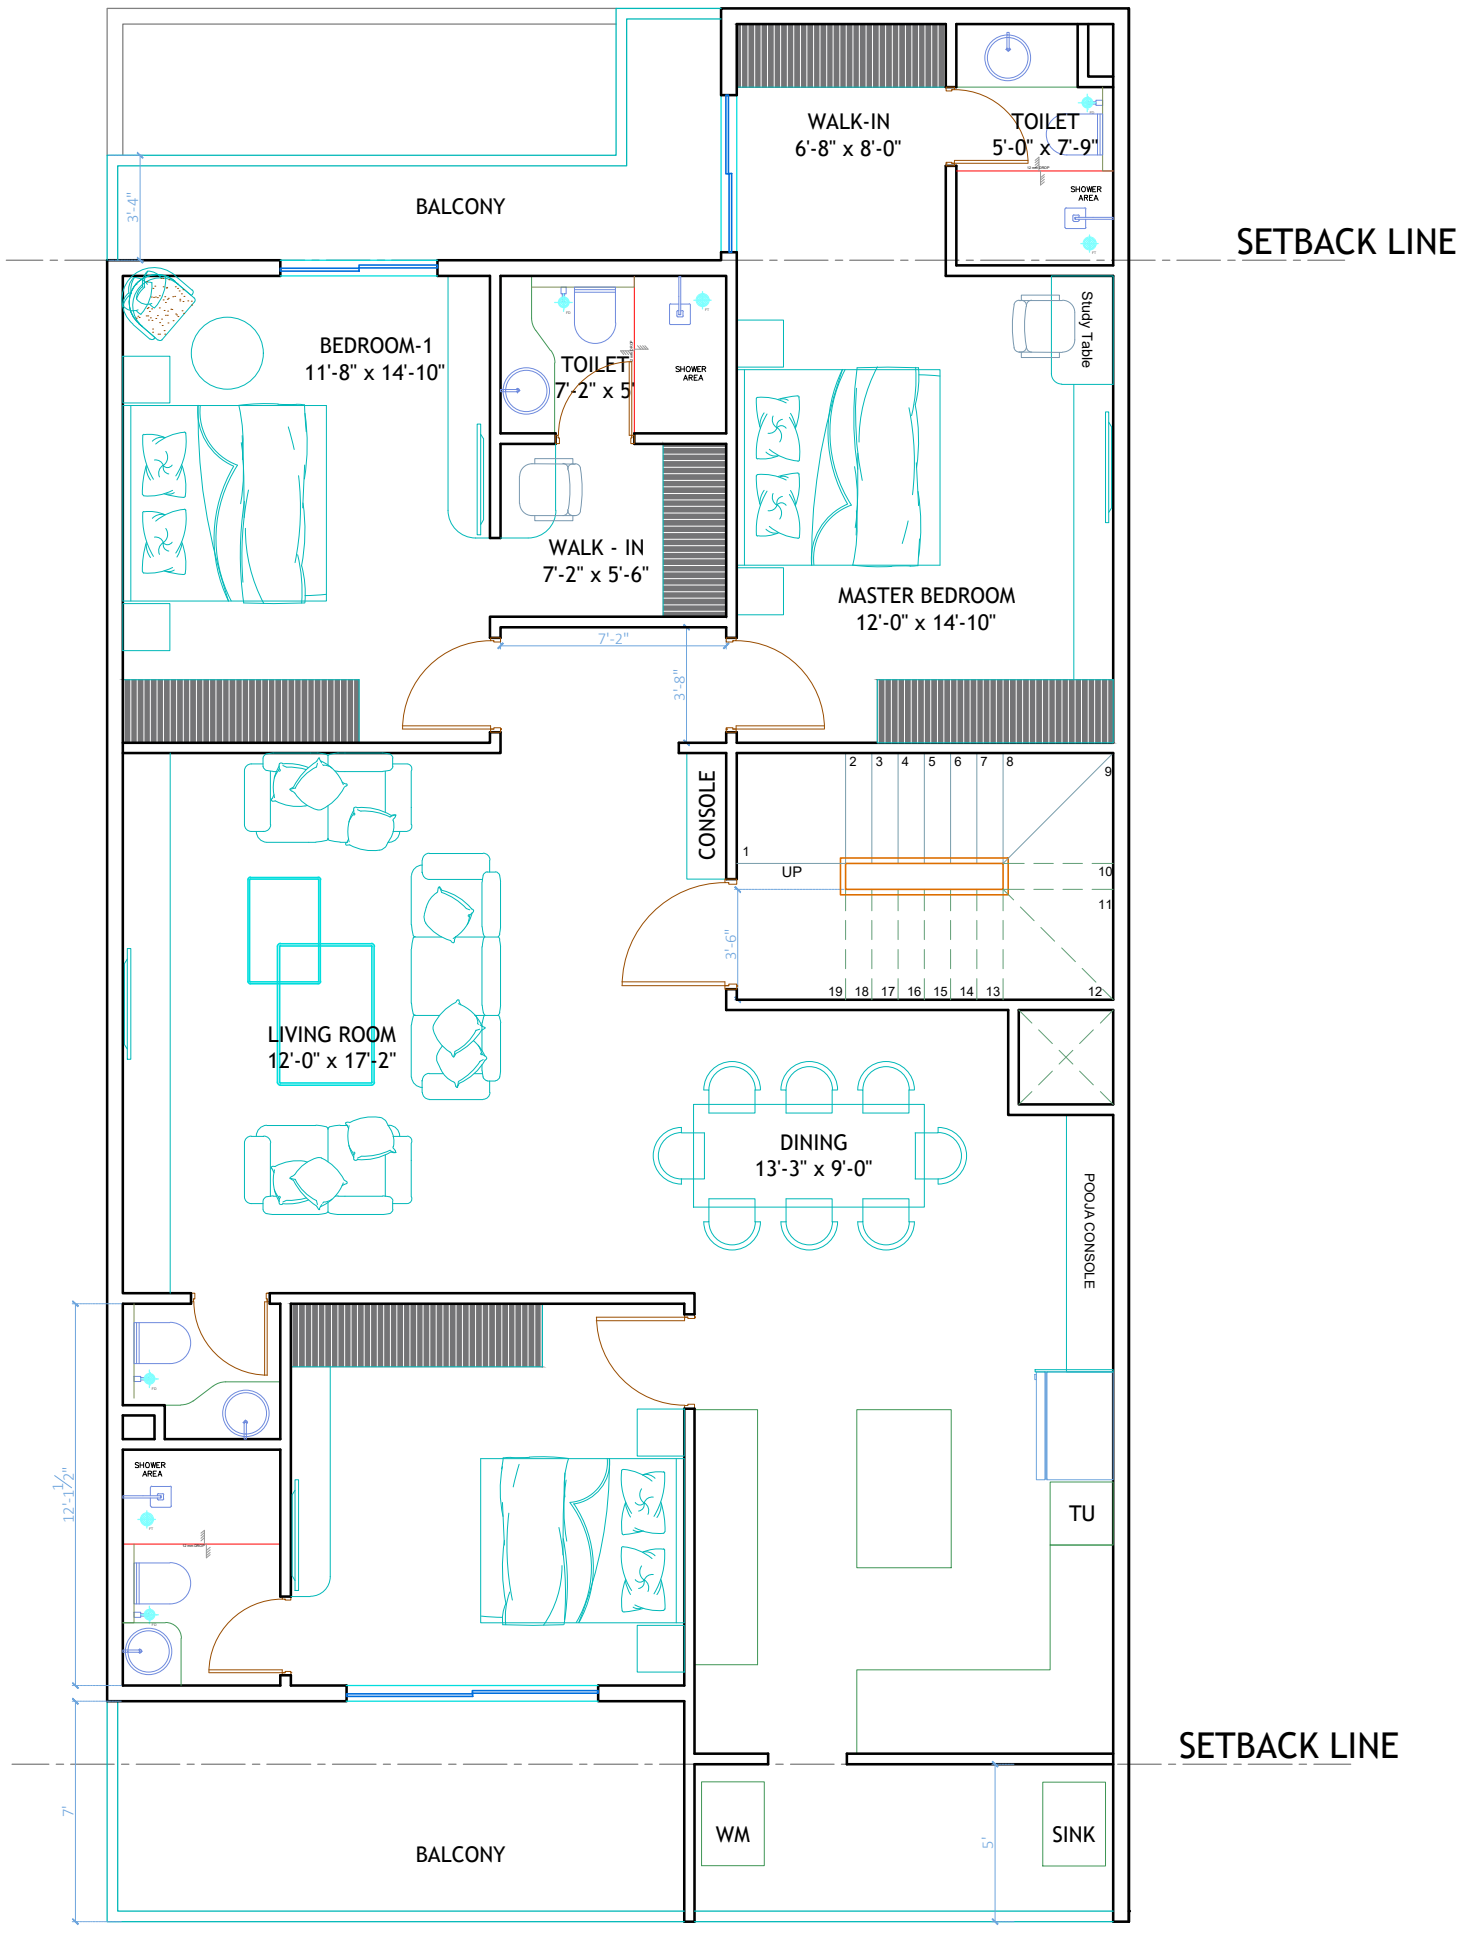 WALK-IN
6'-8" x 8'-0"
TOILET
5'-0" x 7'-9"
SHOWER
AREA
3'-4"
BALCONY
SETBACK LINE
BEDROOM-1
11'-8" x 14'-10"
TOILET
7'-2" x 5'
SHOWER
AREA
Study Table
WALK - IN
7'-2" x 5'-6"
MASTER BEDROOM
12'-0" x 14'-10"
7'-2"
3'-8"
CONSOLE
1
2
3
4
5
6
7
8
9
UP
10
11
3'-6"
19
18
17
16
15
14
13
12
LIVING ROOM
12'-0" x 17'-2"
DINING
13'-3" x 9'-0"
POOJA CONSOLE
12'-1½"
SHOWER
AREA
TU
SETBACK LINE
7'
BALCONY
WM
5'
SINK